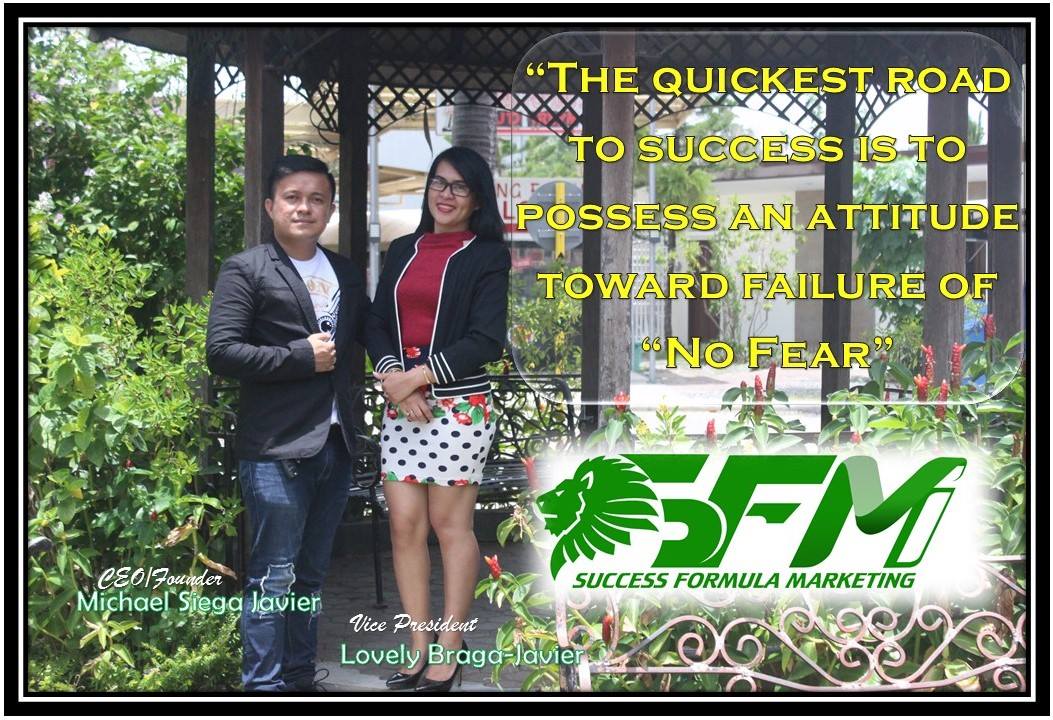 “THE QUICKEST ROAD
TO SUCCESS IS TO
POSSESS AN ATTITUDE
TOWARD FAILURE OF
“NO FEAR”
SFMi
SUCCESS FORMULA MARKETING
CEO/Founder
Michael Siega Javier
Vice President
Lovely Braga-Javier